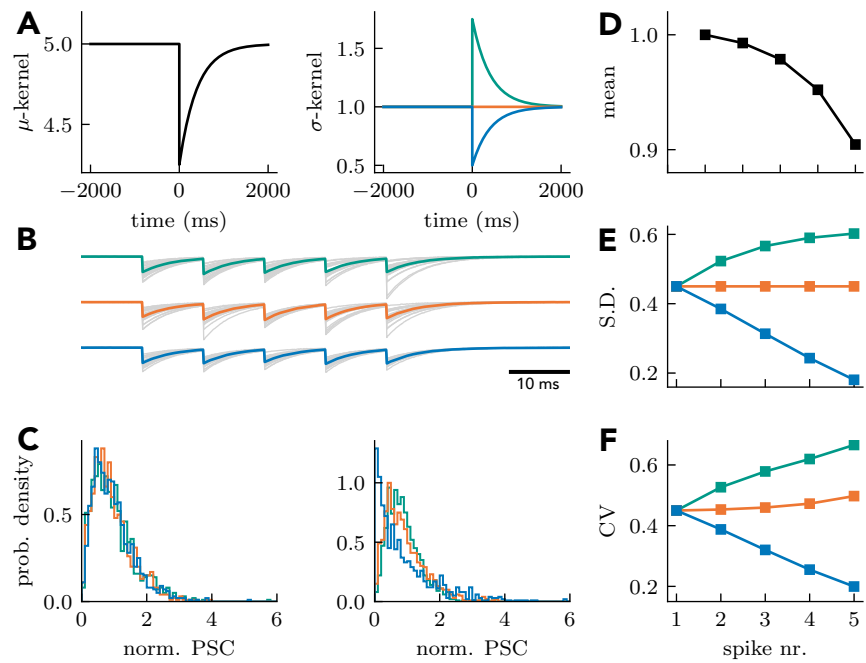 A
μ-kernel
5.0
4.5
−2000
0
2000
time (ms)
σ-kernel
1.5
1.0
0.5
−2000
0
2000
time (ms)
D
mean
1.0
0.9
B
10 ms
E
S.D.
0.6
0.4
0.2
C
prob. density
0.5
0.0
0
2
4
6
norm. PSC
1.0
0.5
0.0
0
2
4
6
norm. PSC
F
CV
0.6
0.4
0.2
1
2
3
4
5
spike nr.